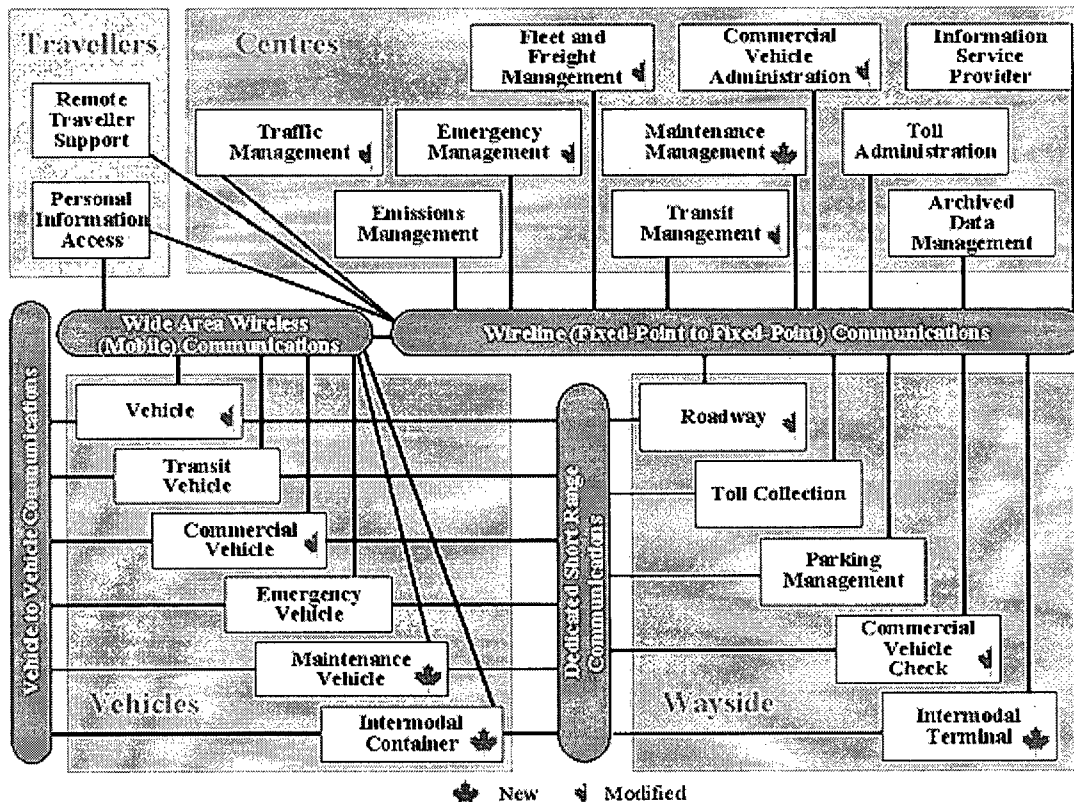 Travellers
Remote
Traveller
Support
Personal
Information
Access
Centres
Fleet and
Freight
Management
Commercial
Vehicle
Administration
Information
Service
Provider
Traffic
Management
Emergency
Management
Maintenance
Management
Toll
Administration
Emissions
Management
Transit
Management
Archived
Data
Management
Wide Area Wireless
(Mobile) Communications
Wireline (Fixed-Point to Fixed-Point) Communications
Vehicle to Vehicle Communications
Vehicle
Transit
Vehicle
Commercial
Vehicle
Emergency
Vehicle
Maintenance
Vehicle
Intermodal
Container
Vehicles
Dedicated Short Range
Communications
Roadway
Toll Collection
Parking
Management
Commercial
Vehicle
Check
Intermodal
Terminal
Wayside
New
Modified